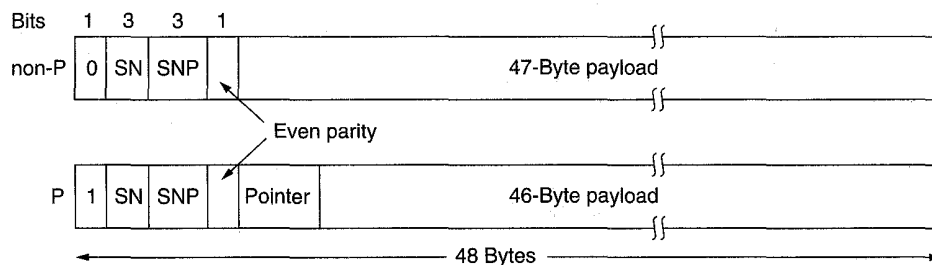 Bits 1 3 3 1
non-P 0 SN SNP 47-Byte payload
Even parity
P 1 SN SNP Pointer 46-Byte payload
48 Bytes